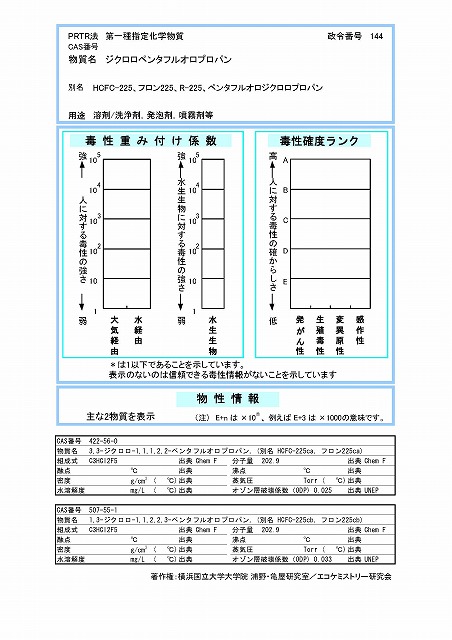 PRTR法 第一種指定化学物質 政令番号 144
CAS番号
物質名 ジクロロペンタフルオロプロパン
別名 HCFC-225、フロン225、R-225、ペンタフルオロジクロロプロパン
用途 溶剤/洗浄剤, 発泡剤, 噴霧剤等
毒性重み付け係数
強 10⁵ 10⁴ 10³ 10² 10 1 弱
人に対する毒性の強さ
大気経由 水経由
強 10⁵ 10⁴ 10³ 10² 10 1 弱
水生生物に対する毒性の強さ
水生生物
毒性確度ランク
高 A B C D E 低
人に対する毒性の確からしさ
発がん性 生殖毒性 変異原性 感作性
*は1以下であることを示しています。
表示のないのは信頼できる毒性情報がないことを示しています
物性情報
主な2物質を表示 (注) E+n は ×10ⁿ、例えば E+3 は ×1000の意味です。
CAS番号 422-56-0
物質名 3,3-ジクロロ-1,1,1,2,2-ペンタフルオロプロパン, (別名 HCFC-225ca, フロン225ca)
組成式 C3HCl2F5 出典 Chem F 分子量 202.9 出典 Chem F
融点 ℃ 出典 沸点 ℃ 出典
密度 g/cm³ ( ℃) 出典 蒸気圧 Torr ( ℃) 出典
水溶解度 mg/L ( ℃) 出典 オゾン層破壊係数 (ODP) 0.025 出典 UNEP
CAS番号 507-55-1
物質名 1,3-ジクロロ-1,1,2,2,3-ペンタフルオロプロパン, (別名 HCFC-225cb, フロン225cb)
組成式 C3HCl2F5 出典 Chem F 分子量 202.9 出典 Chem F
融点 ℃ 出典 沸点 ℃ 出典
密度 g/cm³ ( ℃) 出典 蒸気圧 Torr ( ℃) 出典
水溶解度 mg/L ( ℃) 出典 オゾン層破壊係数 (ODP) 0.033 出典 UNEP
著作権:横浜国立大学大学院 浦野・亀屋研究室/エコケミストリー研究会